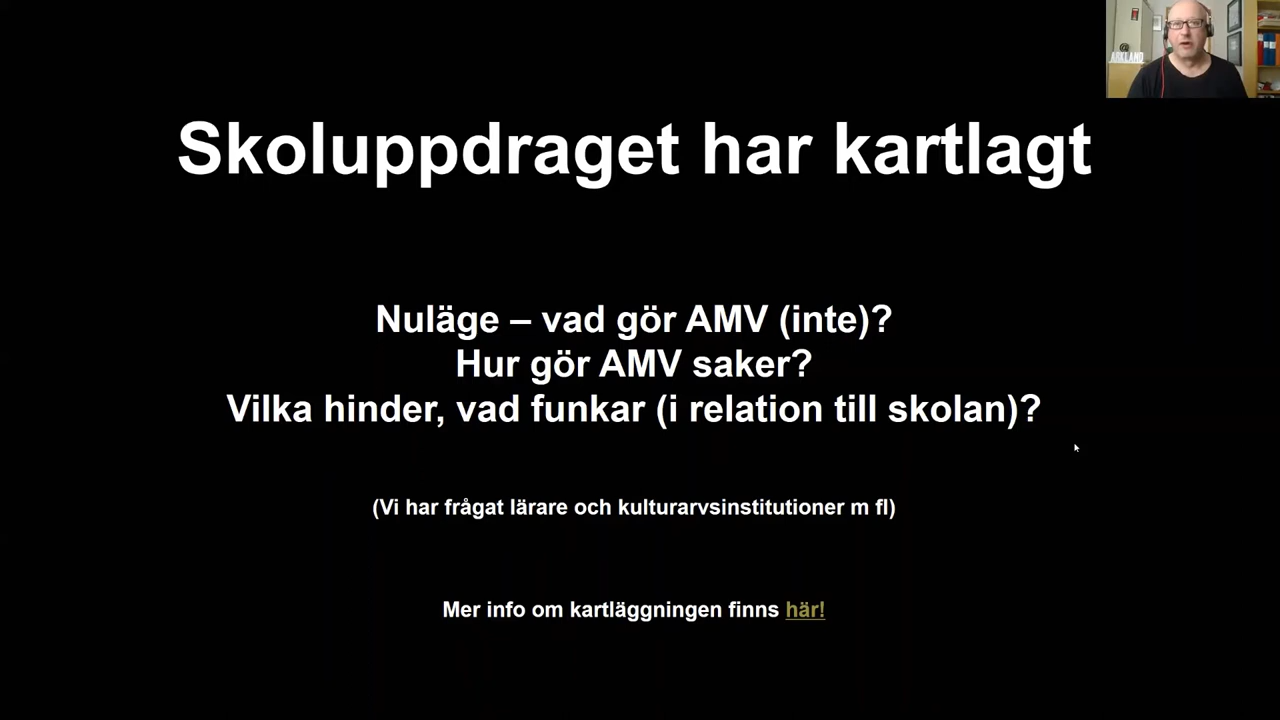 Skoluppdraget har kartlagt
Nuläge – vad gör AMV (inte)?
Hur gör AMV saker?
Vilka hinder, vad funkar (i relation till skolan)?
(Vi har frågat lärare och kulturarvsinstitutioner m fl)
Mer info om kartläggningen finns här!
@
ARKLAND